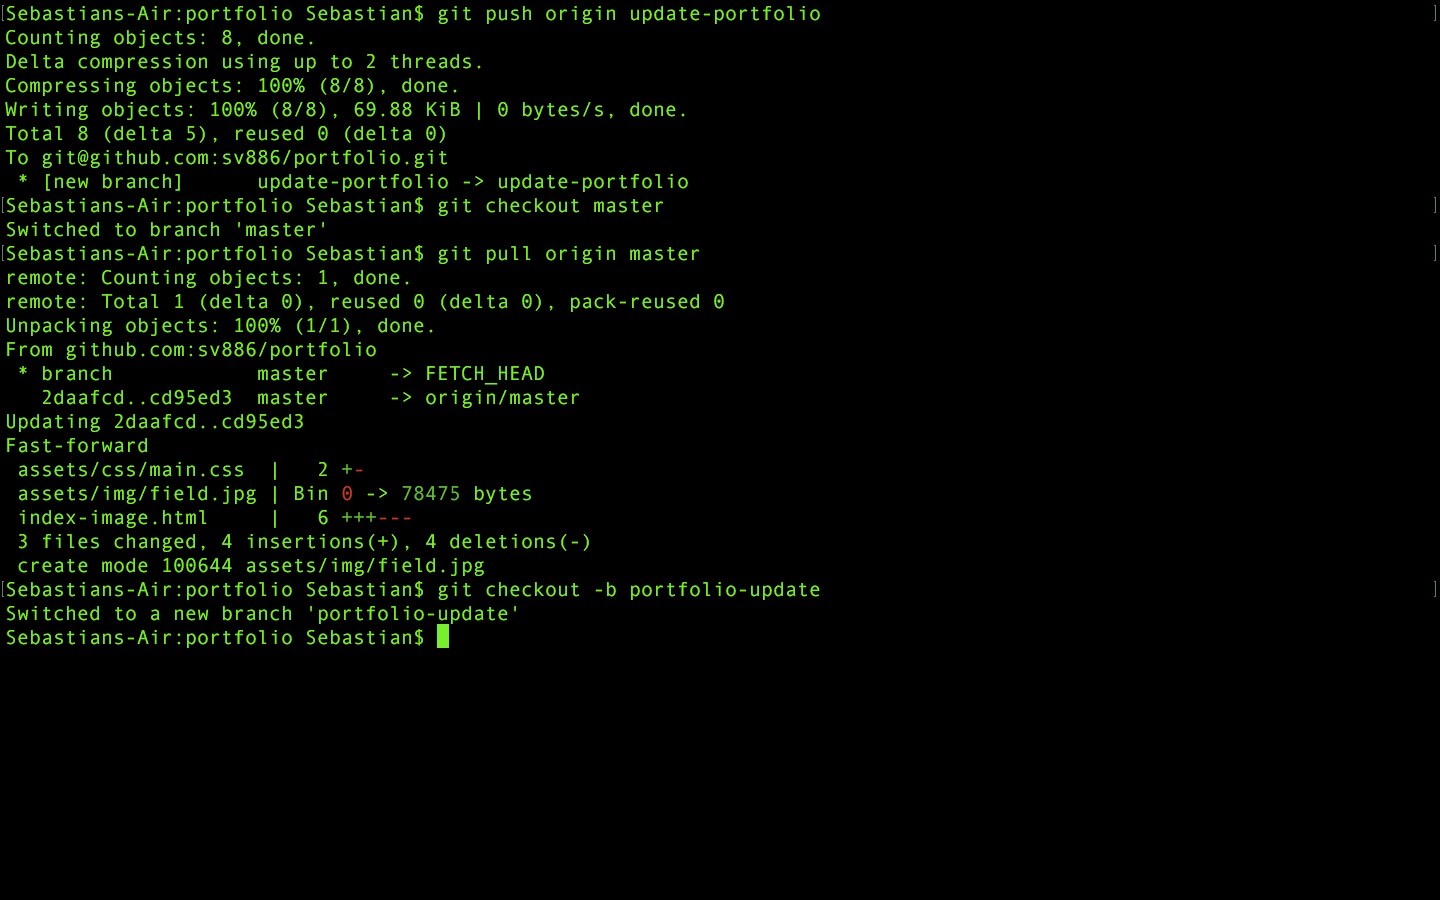 [Sebastians-Air:portfolio Sebastian$ git push origin update-portfolio ]
Counting objects: 8, done.
Delta compression using up to 2 threads.
Compressing objects: 100% (8/8), done.
Writing objects: 100% (8/8), 69.88 KiB | 0 bytes/s, done.
Total 8 (delta 5), reused 0 (delta 0)
To git@github.com:sv886/portfolio.git
 * [new branch]      update-portfolio -> update-portfolio
[Sebastians-Air:portfolio Sebastian$ git checkout master ]
Switched to branch 'master'
[Sebastians-Air:portfolio Sebastian$ git pull origin master ]
remote: Counting objects: 1, done.
remote: Total 1 (delta 0), reused 0 (delta 0), pack-reused 0
Unpacking objects: 100% (1/1), done.
From github.com:sv886/portfolio
 * branch            master     -> FETCH_HEAD
   2daafcd..cd95ed3  master     -> origin/master
Updating 2daafcd..cd95ed3
Fast-forward
 assets/css/main.css  |   2 +-
 assets/img/field.jpg | Bin 0 -> 78475 bytes
 index-image.html     |   6 +++---
 3 files changed, 4 insertions(+), 4 deletions(-)
 create mode 100644 assets/img/field.jpg
[Sebastians-Air:portfolio Sebastian$ git checkout -b portfolio-update ]
Switched to a new branch 'portfolio-update'
Sebastians-Air:portfolio Sebastian$